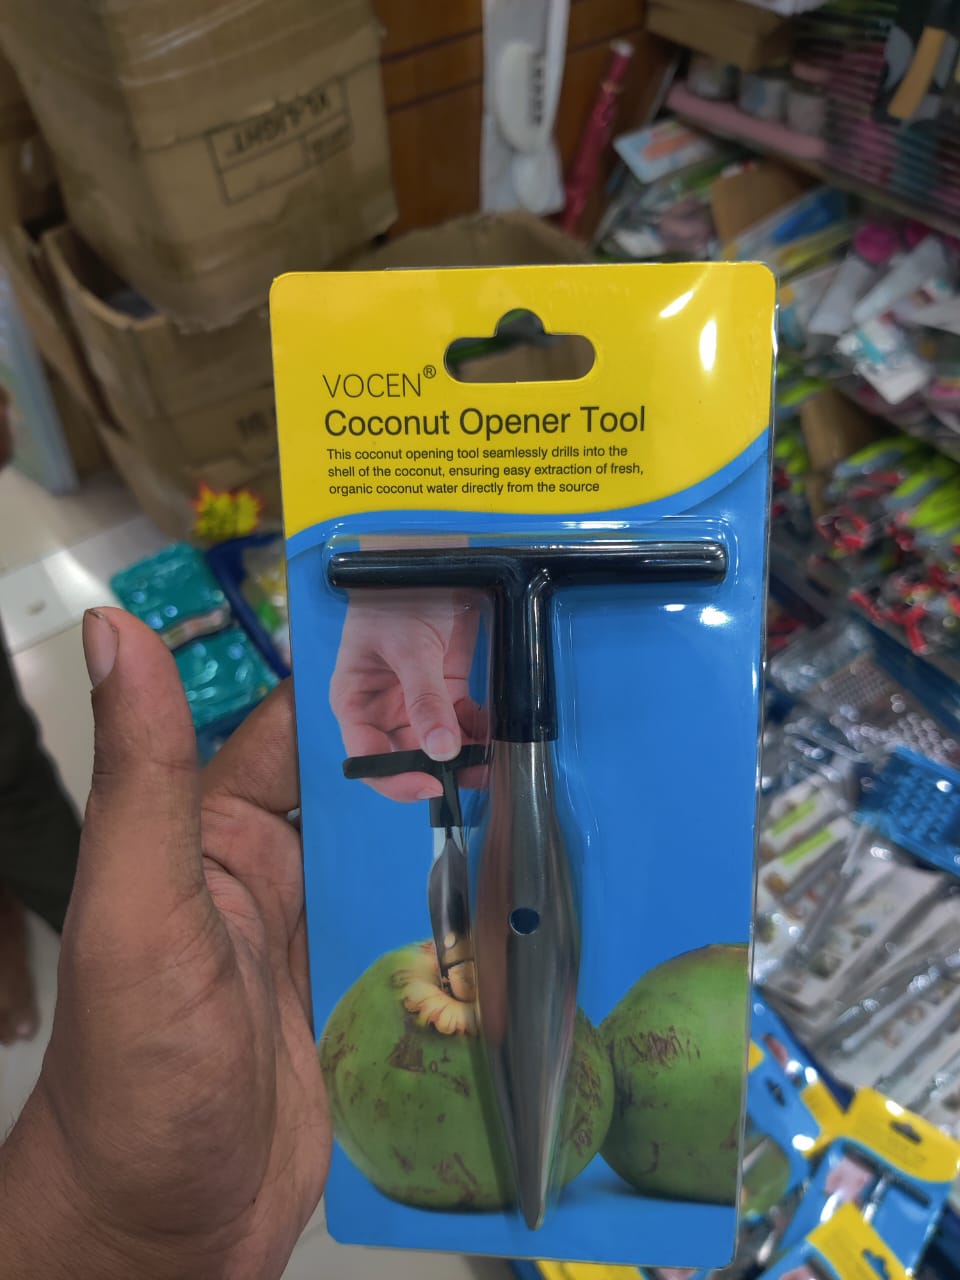 VOCEN®
Coconut Opener Tool
This coconut opening tool seamlessly drills into the
shell of the coconut, ensuring easy extraction of fresh,
organic coconut water directly from the source